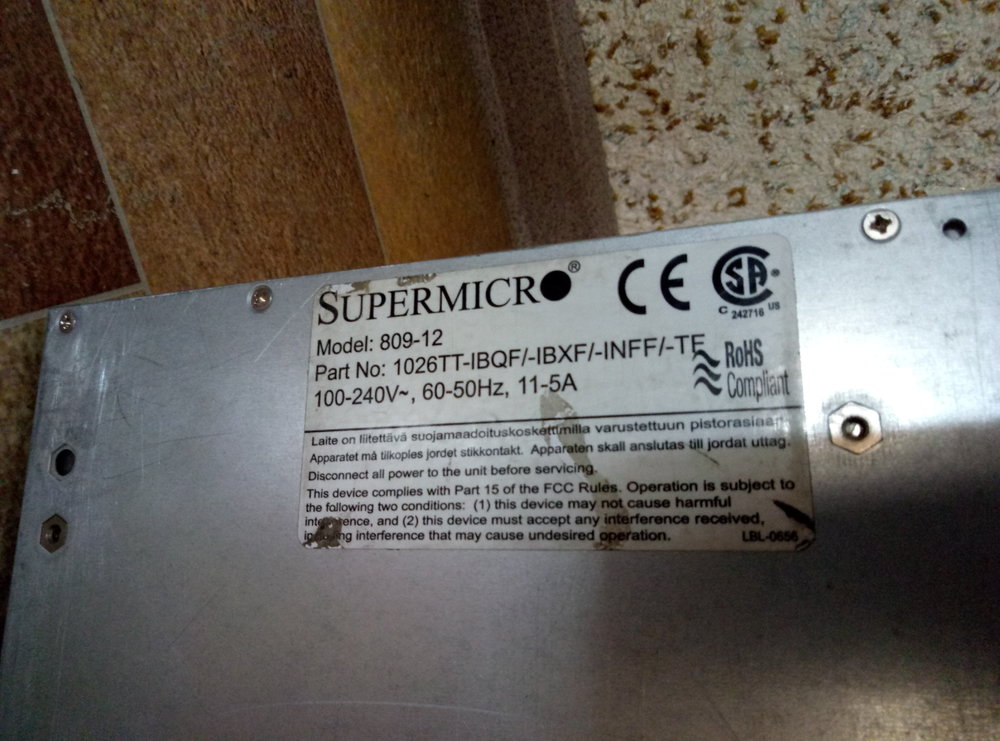 SUPERMICRO®
CE
C SA ® US
242716
Model: 809-12
Part No: 1026TT-IBQF/-IBXF/-INFF/-TF
100-240V~, 60-50Hz, 11-5A
RoHS
Compliant
Laite on liitettävä suojamaadoituskoskettimilla varustettuun pistorasiaan.
Apparatet må tilkoples jordet stikkontakt. Apparaten skall anslutas till jordat uttag.
Disconnect all power to the unit before servicing.
This device complies with Part 15 of the FCC Rules. Operation is subject to
the following two conditions: (1) this device may not cause harmful
interference, and (2) this device must accept any interference received,
including interference that may cause undesired operation.
LBL-0656